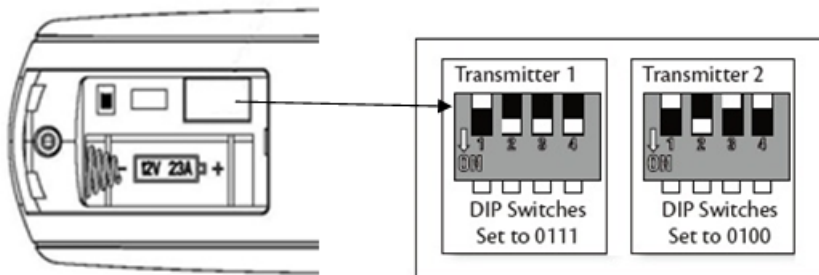 - 12V 23A +
Transmitter 1
1 2 3 4
ON
DIP Switches
Set to 0111
Transmitter 2
1 2 3 4
ON
DIP Switches
Set to 0100